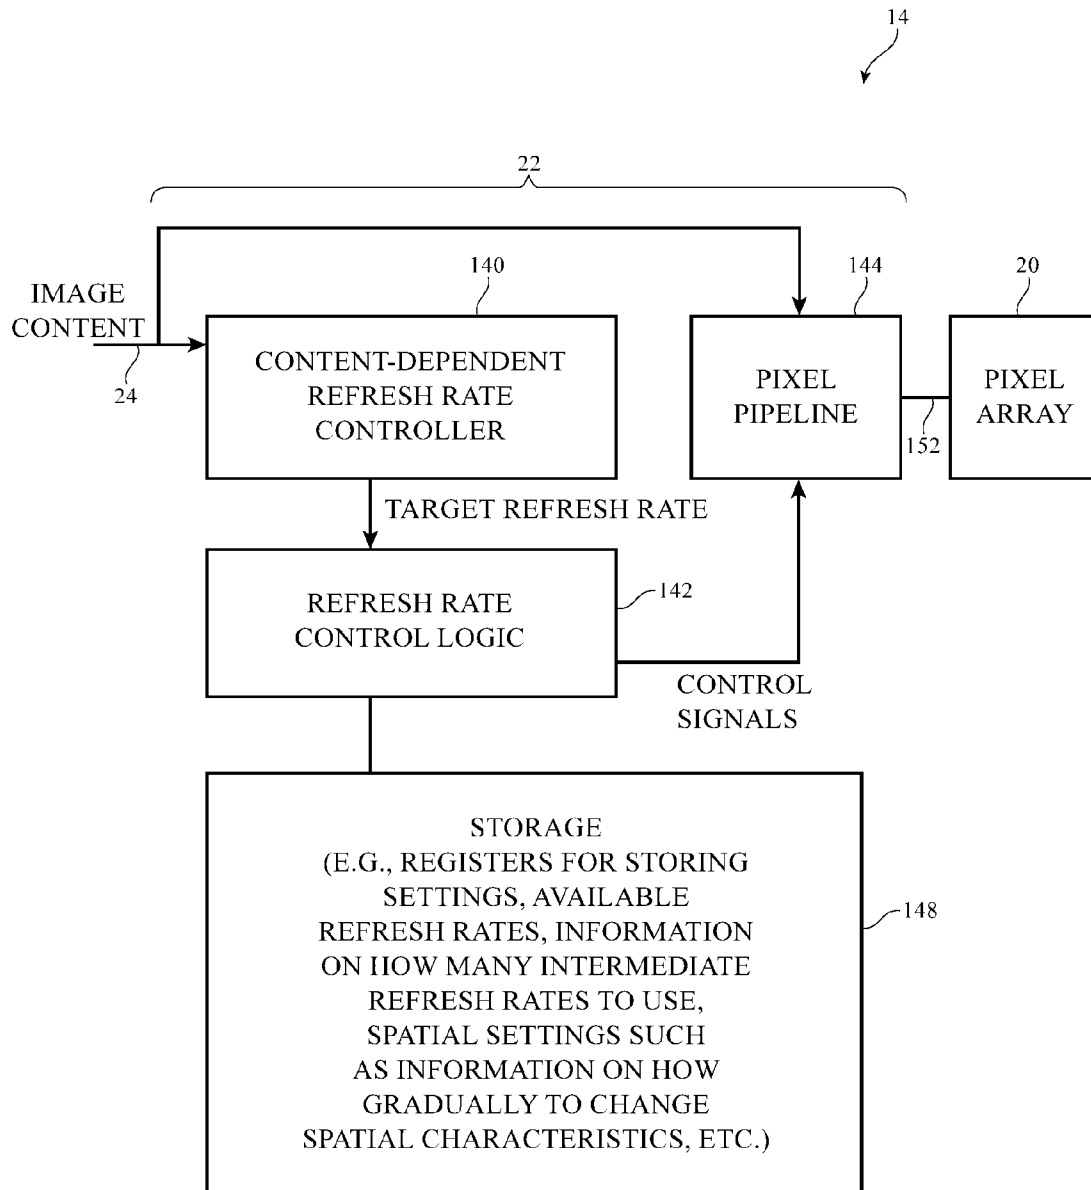 14
22
140
144
20
IMAGE
CONTENT
24
CONTENT-DEPENDENT
REFRESH RATE
CONTROLLER
PIXEL
PIPELINE
152
PIXEL
ARRAY
TARGET REFRESH RATE
REFRESH RATE
CONTROL LOGIC
142
CONTROL
SIGNALS
STORAGE
(E.G., REGISTERS FOR STORING
SETTINGS, AVAILABLE
REFRESH RATES, INFORMATION
ON HOW MANY INTERMEDIATE
REFRESH RATES TO USE,
SPATIAL SETTINGS SUCH
AS INFORMATION ON HOW
GRADUALLY TO CHANGE
SPATIAL CHARACTERISTICS, ETC.)
148